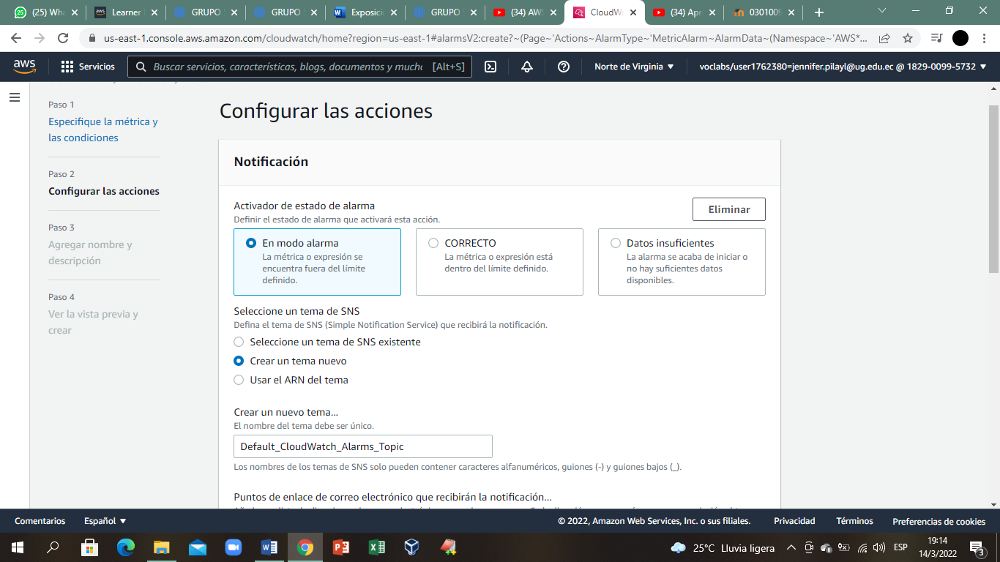 (25) Wha
Learner
GRUPO
GRUPO
Exposici
GRUPO
(34) AW
CloudWa
(34) Apr
030100
us-east-1.console.aws.amazon.com/cloudwatch/home?region=us-east-1#alarmsV2:create?~(Page~'Actions~AlarmType~'MetricAlarm~AlarmData~(Namespace~'AWS*...
aws
Servicios
Buscar servicios, características, blogs, documentos y mucho
[Alt+S]
Norte de Virginia
voclabs/user1762380=jennifer.pilayl@ug.edu.ec @ 1829-0099-5732
Paso 1
Especifique la métrica y
las condiciones
Paso 2
Configurar las acciones
Paso 3
Agregar nombre y
descripción
Paso 4
Ver la vista previa y
crear
Configurar las acciones
Notificación
Activador de estado de alarma
Definir el estado de alarma que activará esta acción.
Eliminar
En modo alarma
La métrica o expresión se
encuentra fuera del límite
definido.
CORRECTO
La métrica o expresión está
dentro del límite definido.
Datos insuficientes
La alarma se acaba de iniciar o
no hay suficientes datos
disponibles.
Seleccione un tema de SNS
Defina el tema de SNS (Simple Notification Service) que recibirá la notificación.
Seleccione un tema de SNS existente
Crear un tema nuevo
Usar el ARN del tema
Crear un nuevo tema...
El nombre del tema debe ser único.
Default_CloudWatch_Alarms_Topic
Los nombres de los temas de SNS solo pueden contener caracteres alfanuméricos, guiones (-) y guiones bajos (_).
Puntos de enlace de correo electrónico que recibirán la notificación...
Comentarios
Español
© 2022, Amazon Web Services, Inc. o sus filiales.
Privacidad
Términos
Preferencias de cookies
25°C Lluvia ligera
ESP
19:14
14/3/2022
3